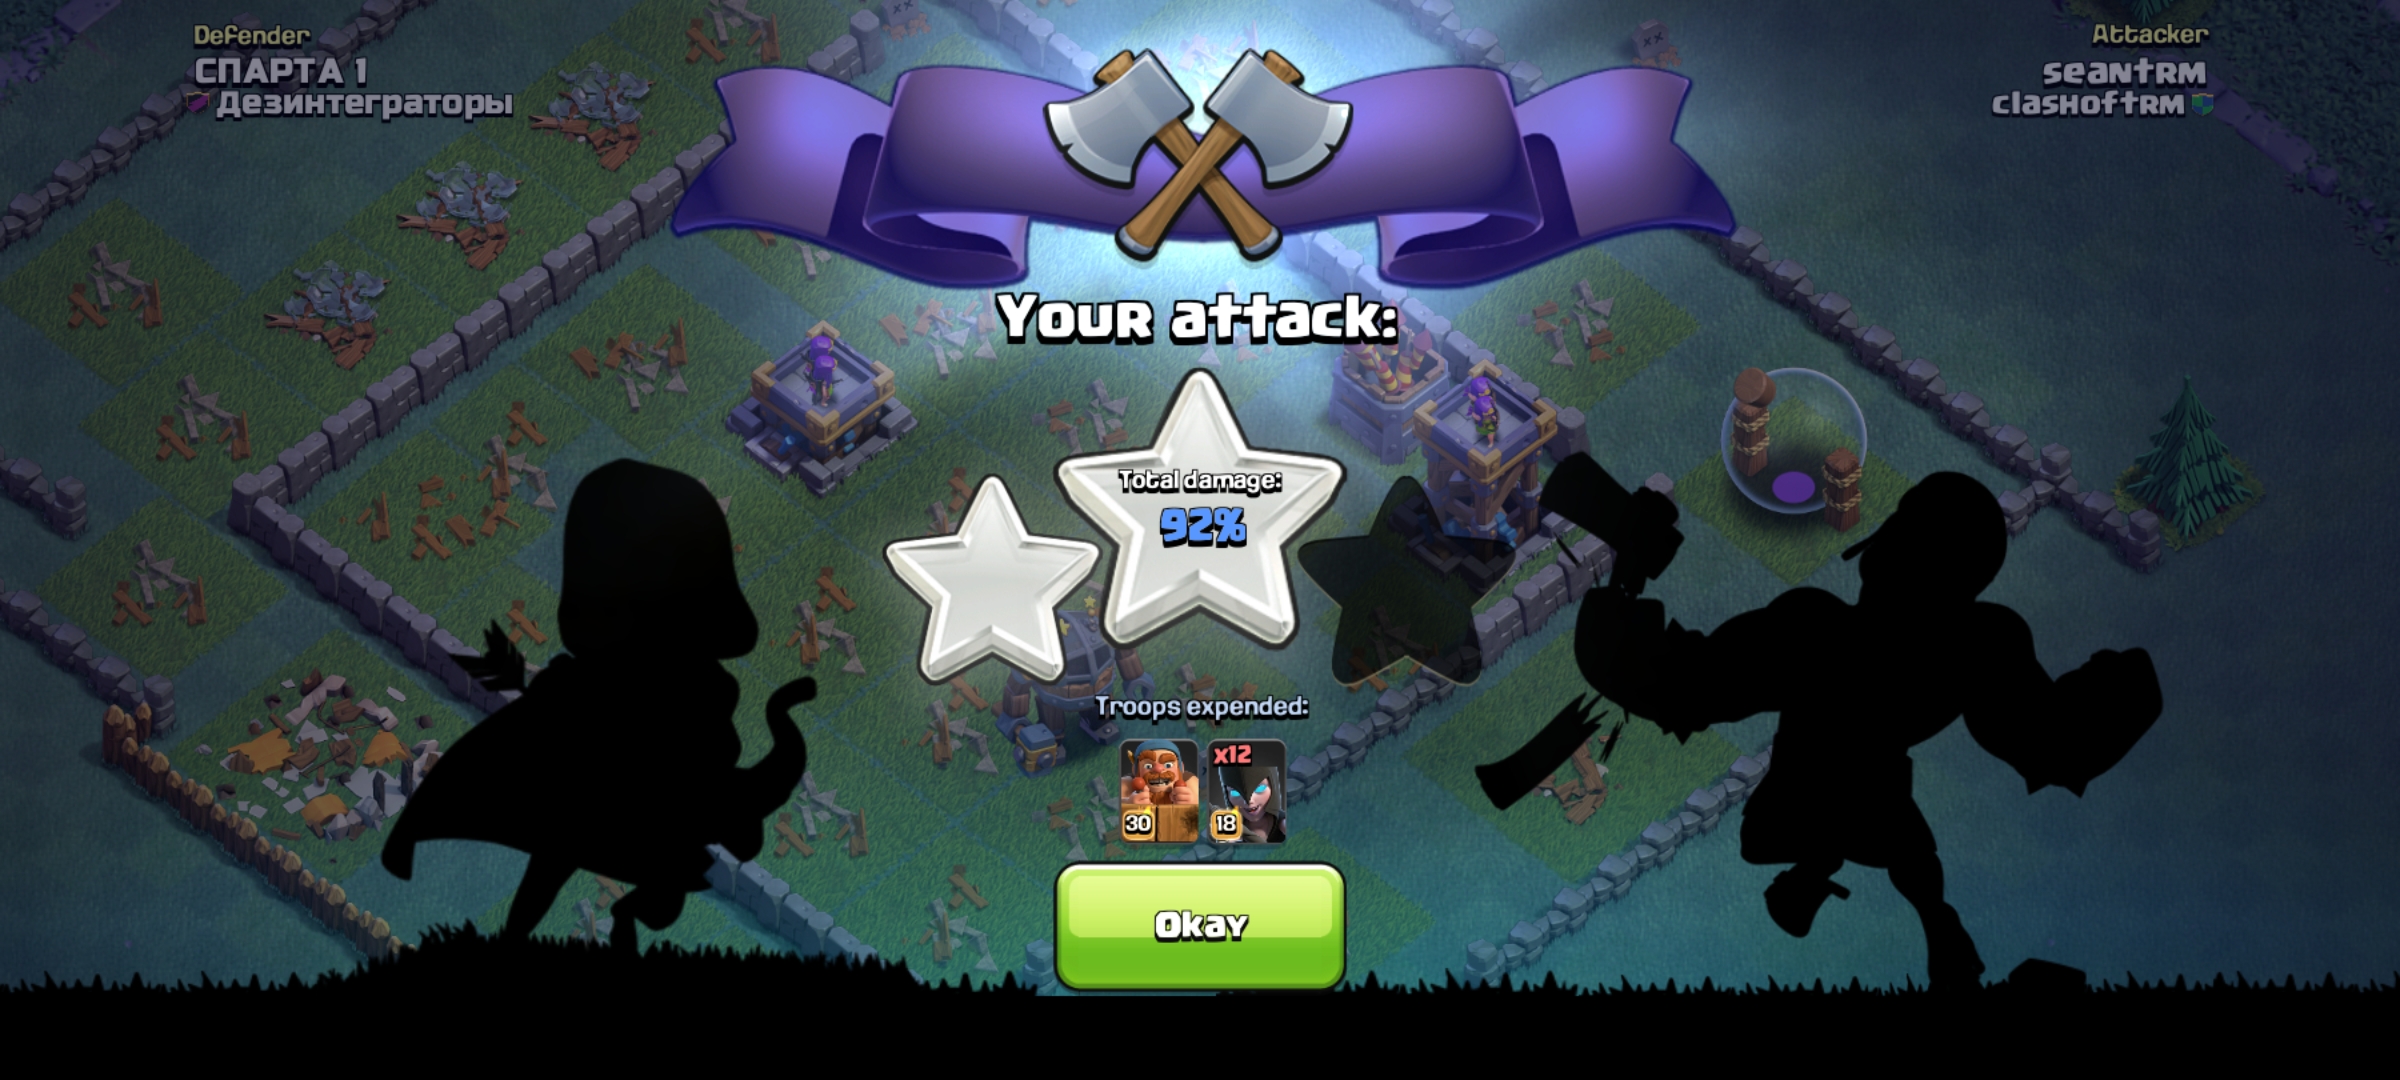 Defender
СПАРТА 1
Дезинтеграторы
Attacker
seantrm
clashoftrm
Your attack:
Total damage:
92%
Troops expended:
x12
30
18
Okay